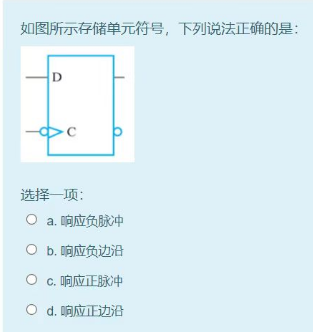 如图所示存储单元符号，下列说法正确的是：
D
C
选择一项：
a. 响应负脉冲
b. 响应负边沿
c. 响应正脉冲
d. 响应正边沿